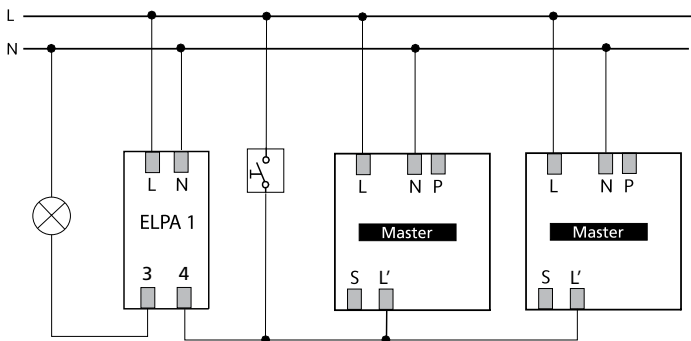 L
N
L N
ELPA 1
3 4
L N P
Master
S L′
L N P
Master
S L′